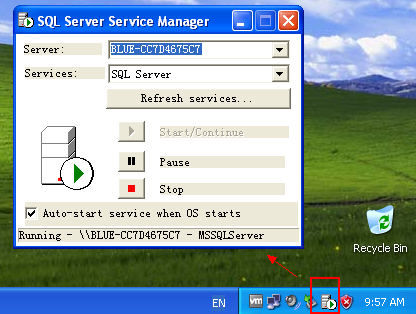 SQL Server Service Manager
Server: BLUE-CC7D4675C7
Services: SQL Server
Refresh services...
Start/Continue
Pause
Stop
Auto-start service when OS starts
Running - \\BLUE-CC7D4675C7 - MSSQLServer
Recycle Bin
EN vm 9:57 AM